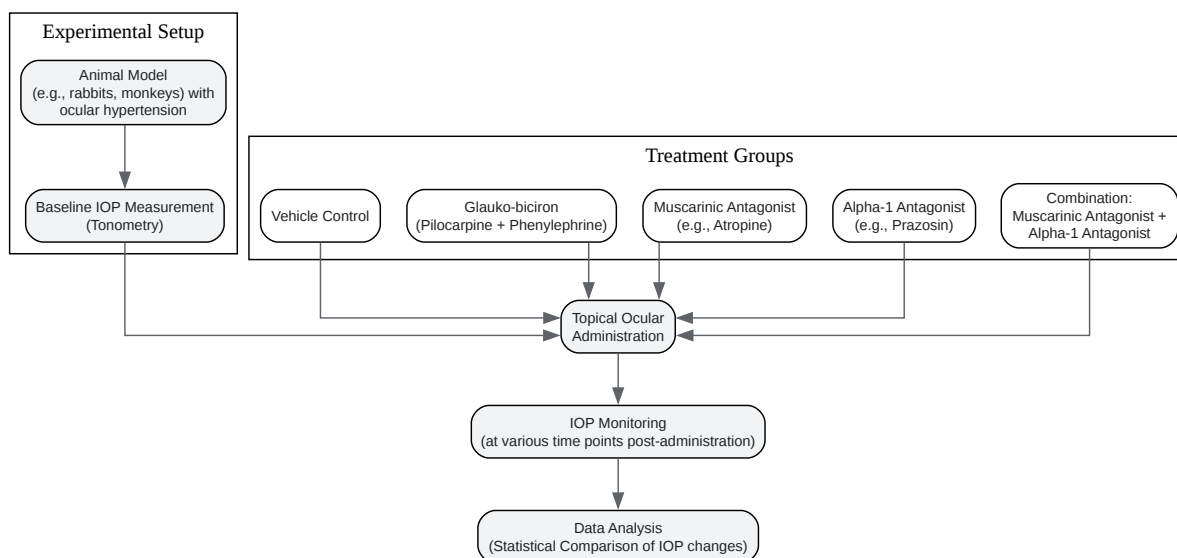 Experimental Setup
Animal Model
(e.g., rabbits, monkeys) with
ocular hypertension
Baseline IOP Measurement
(Tonometry)
Treatment Groups
Vehicle Control
Glauko-biciron
(Pilocarpine + Phenylephrine)
Muscarinic Antagonist
(e.g., Atropine)
Alpha-1 Antagonist
(e.g., Prazosin)
Combination:
Muscarinic Antagonist +
Alpha-1 Antagonist
Topical Ocular
Administration
IOP Monitoring
(at various time points post-administration)
Data Analysis
(Statistical Comparison of IOP changes)